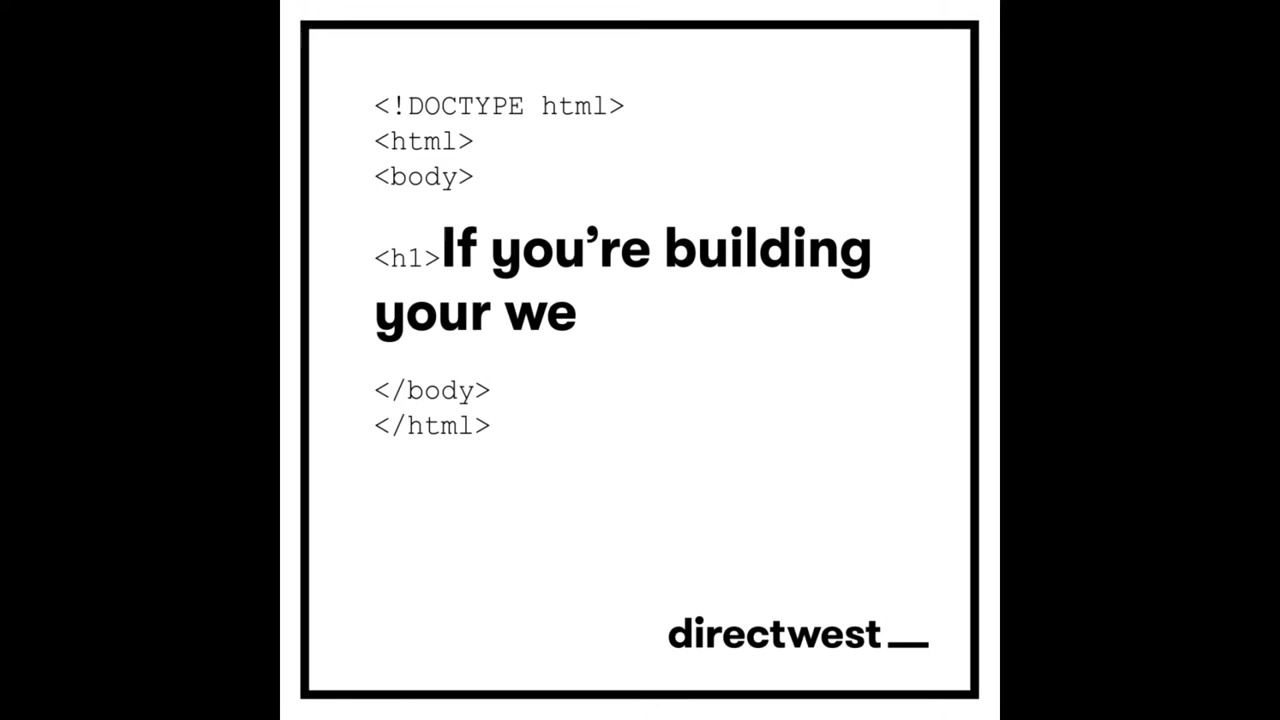 <!DOCTYPE html>
<html>
<body>
<h1>If you’re building
your we
</body>
</html>
directwest